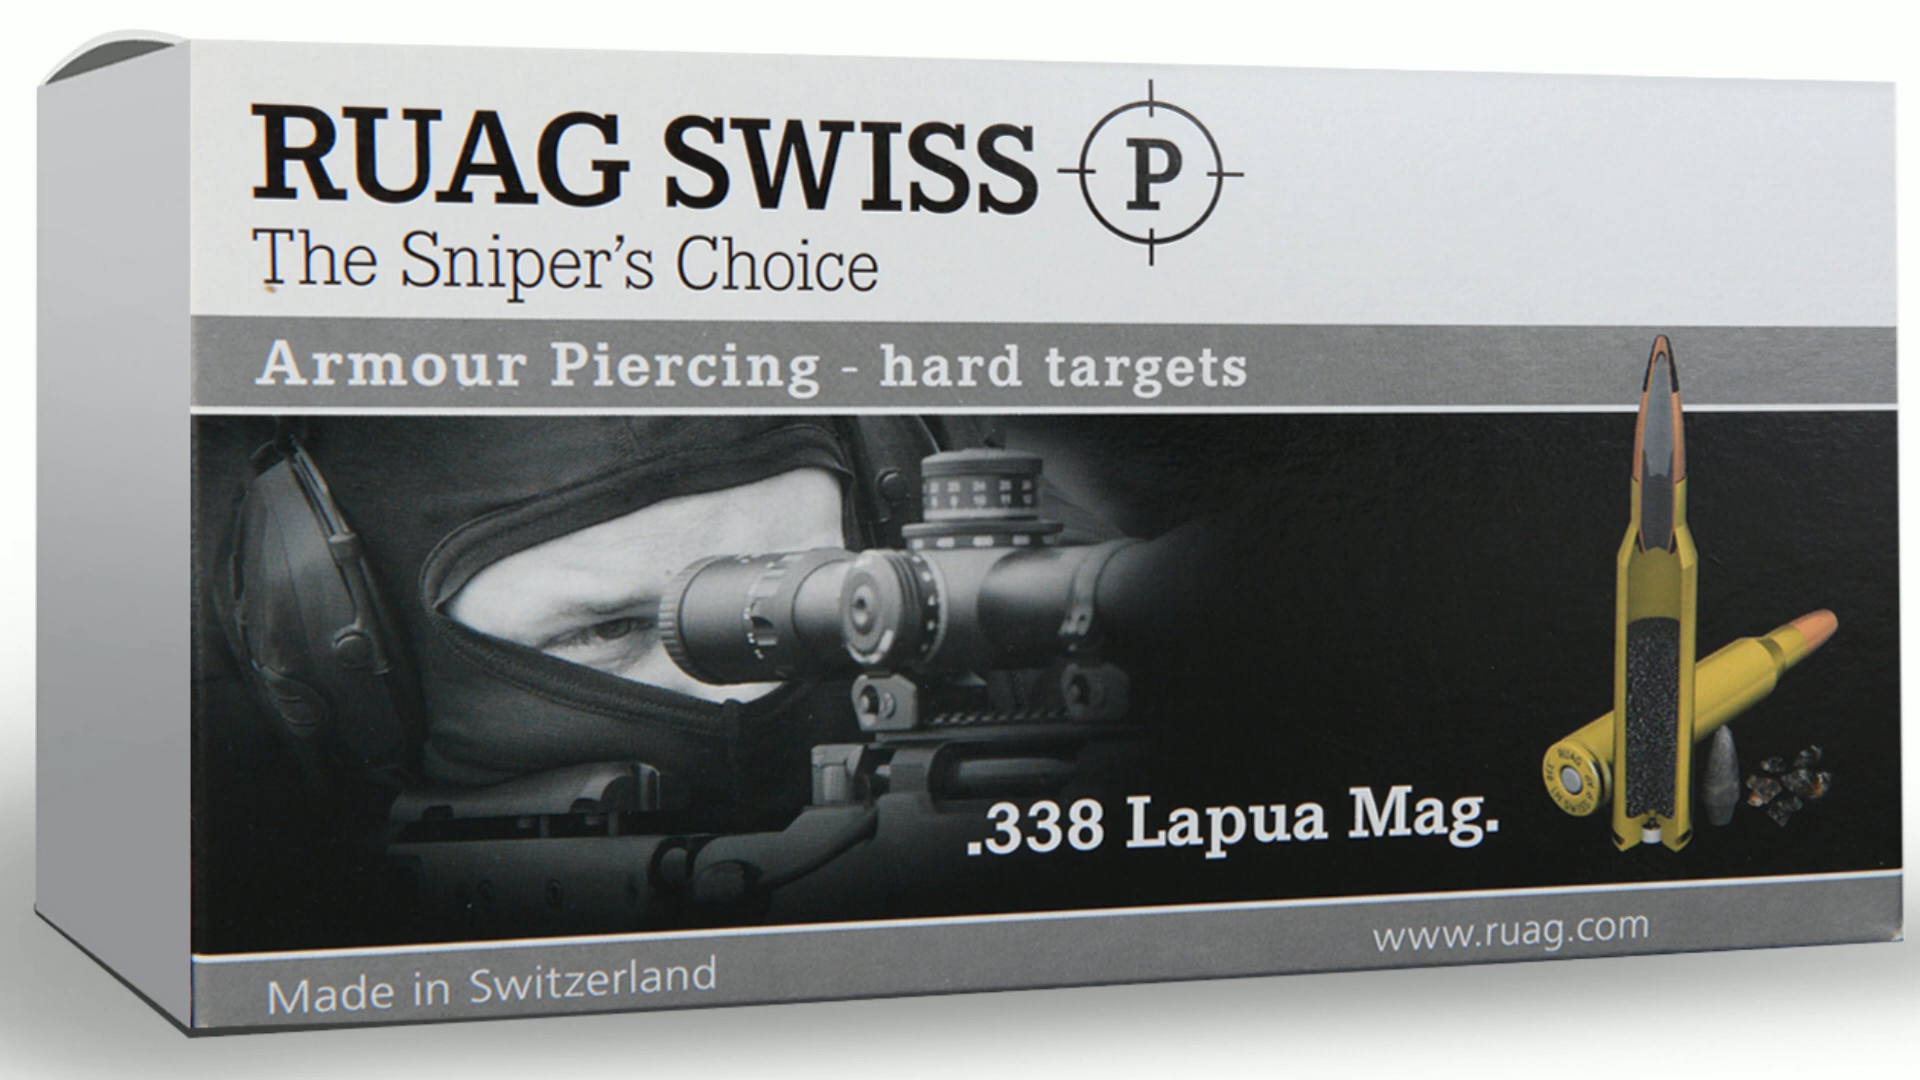 RUAG SWISS P
The Sniper's Choice
Armour Piercing - hard targets
.338 Lapua Mag.
www.ruag.com
Made in Switzerland